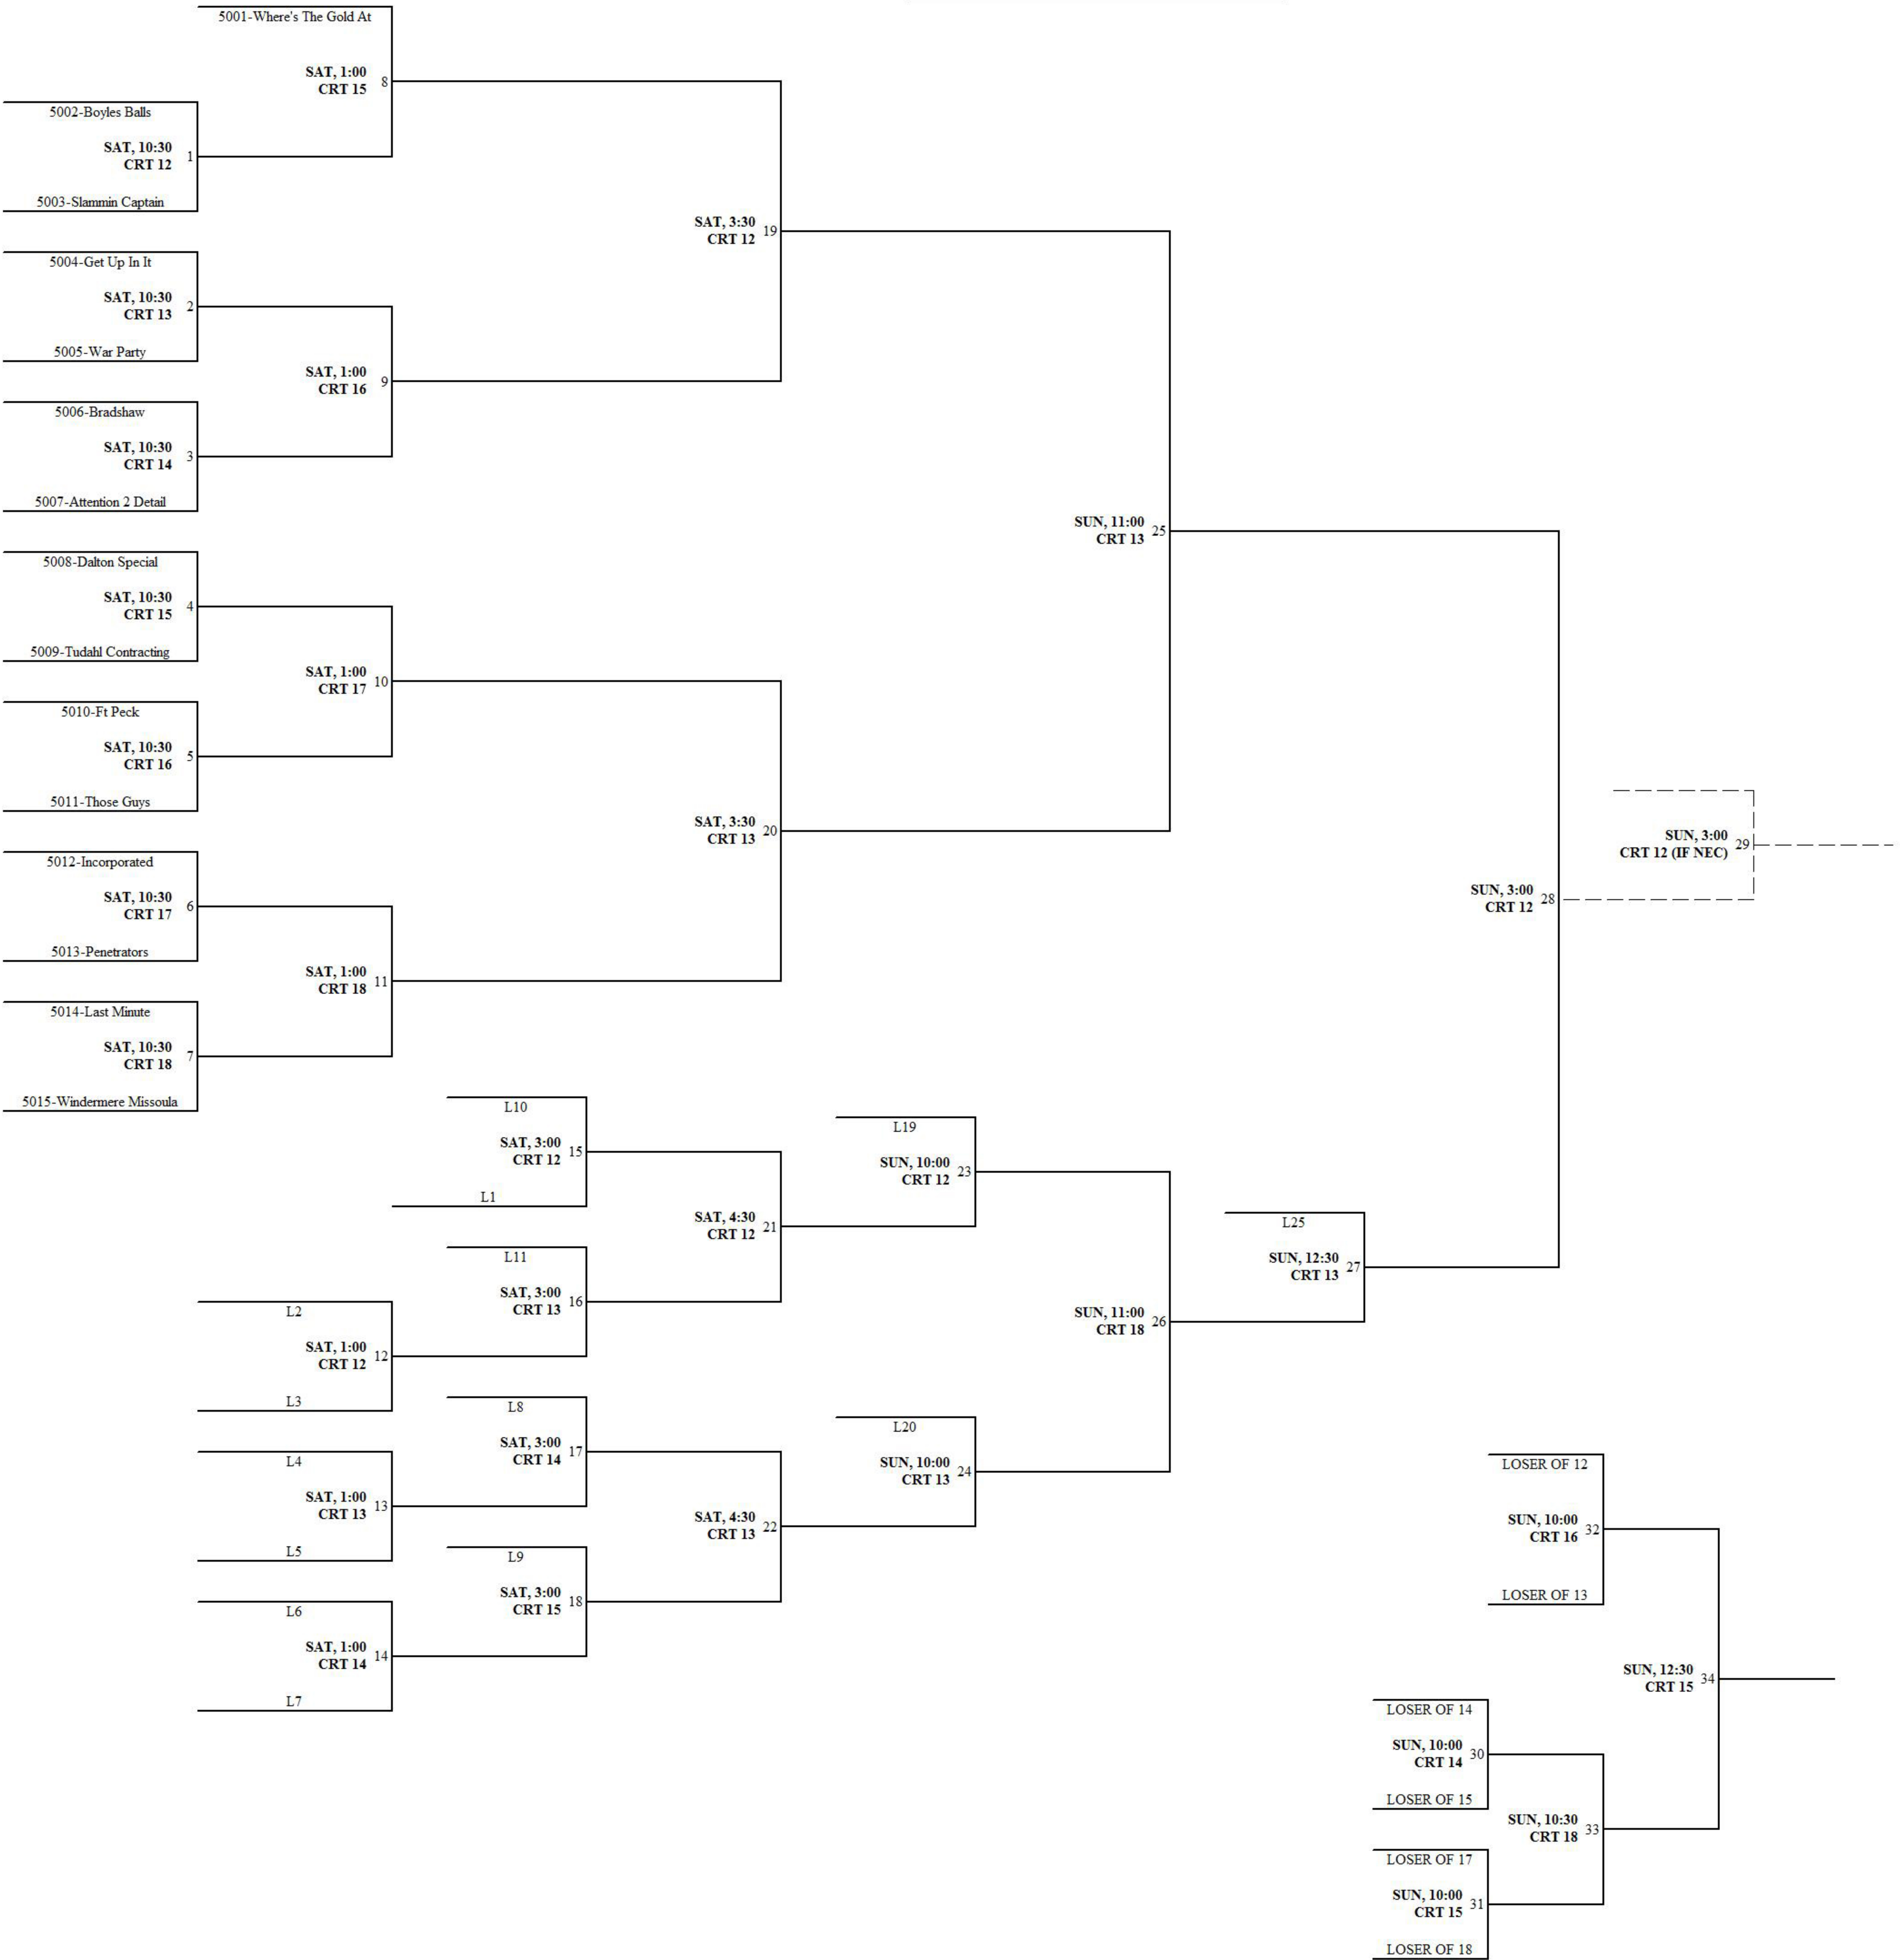 5001-Where's The Gold At
SAT, 1:00
CRT 15
8
5002-Boyles Balls
SAT, 10:30
CRT 12
1
5003-Slammin Captain
5004-Get Up In It
SAT, 10:30
CRT 13
2
5005-War Party
SAT, 1:00
CRT 16
9
5006-Bradshaw
SAT, 10:30
CRT 14
3
5007-Attention 2 Detail
SAT, 3:30
CRT 12
19
5008-Dalton Special
SAT, 10:30
CRT 15
4
5009-Tudahl Contracting
SAT, 1:00
CRT 17
10
5010-Ft Peck
SAT, 10:30
CRT 16
5
5011-Those Guys
SAT, 3:30
CRT 13
20
5012-Incorporated
SAT, 10:30
CRT 17
6
5013-Penetrators
SAT, 1:00
CRT 18
11
5014-Last Minute
SAT, 10:30
CRT 18
7
5015-Windermere Missoula
SUN, 11:00
CRT 13
25
SUN, 3:00
CRT 12
28
SUN, 3:00
CRT 12 (IF NEC)
29
L10
SAT, 3:00
CRT 12
15
L1
L11
SAT, 3:00
CRT 13
16
L2
SAT, 1:00
CRT 12
12
L3
SAT, 4:30
CRT 12
21
L19
SUN, 10:00
CRT 12
23
L25
SUN, 12:30
CRT 13
27
SUN, 11:00
CRT 18
26
L8
SAT, 3:00
CRT 14
17
L4
SAT, 1:00
CRT 13
13
L5
L9
SAT, 3:00
CRT 15
18
L6
SAT, 1:00
CRT 14
14
L7
SAT, 4:30
CRT 13
22
L20
SUN, 10:00
CRT 13
24
LOSER OF 12
SUN, 10:00
CRT 16
32
LOSER OF 13
SUN, 12:30
CRT 15
34
LOSER OF 14
SUN, 10:00
CRT 14
30
LOSER OF 15
SUN, 10:30
CRT 18
33
LOSER OF 17
SUN, 10:00
CRT 15
31
LOSER OF 18